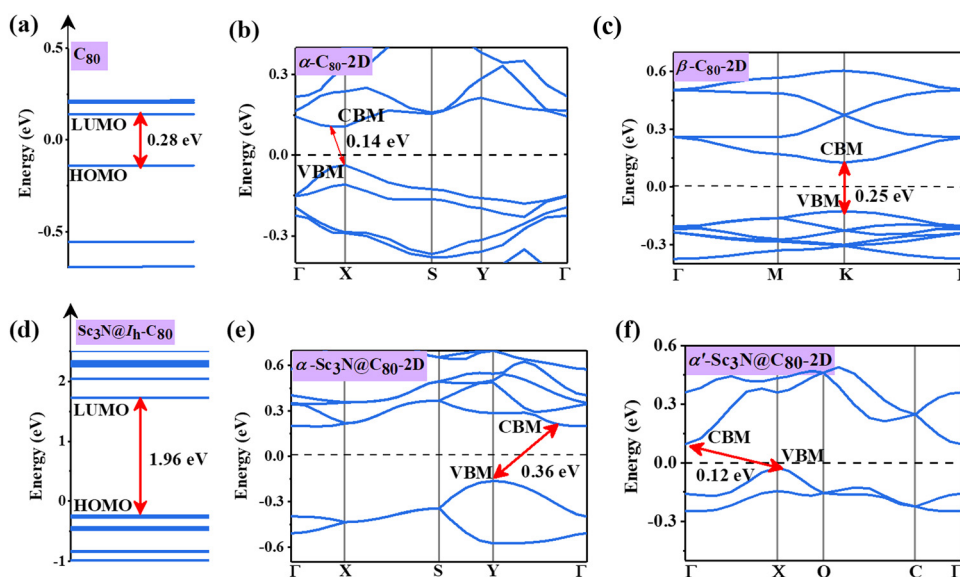 (a)
C80
0.5
0.0
-0.5
Energy (eV)
LUMO
0.28 eV
HOMO
(b)
α-C80-2D
0.3
0.0
-0.3
Energy (eV)
CBM
0.14 eV
VBM
Γ X S Y Γ
(c)
β-C80-2D
0.6
0.3
0.0
-0.3
Energy (eV)
CBM
VBM
0.25 eV
Γ M K
(d)
Sc3N@Ih-C80
2
1
0
-1
Energy (eV)
LUMO
1.96 eV
HOMO
(e)
α-Sc3N@C80-2D
0.6
0.3
0.0
-0.3
-0.6
Energy (eV)
CBM
VBM
0.36 eV
Γ X S Y Γ
(f)
α′-Sc3N@C80-2D
0.6
0.3
0.0
-0.3
Energy (eV)
CBM
VBM
0.12 eV
Γ X Q C Γ